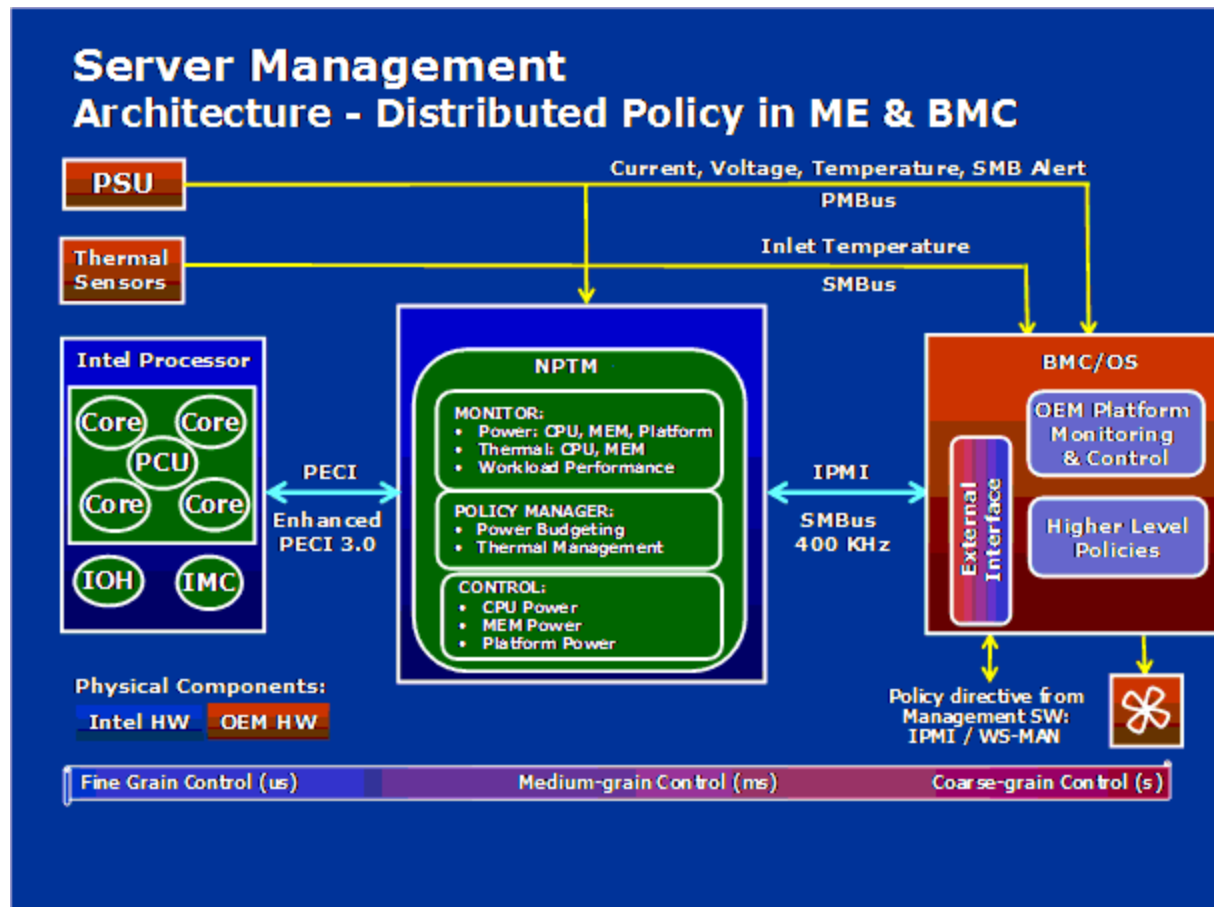 Server Management
Architecture - Distributed Policy in ME & BMC
PSU
Current, Voltage, Temperature, SMB Alert
PMBus
Thermal
Sensors
Inlet Temperature
SMBus
Intel Processor
Core
Core
PCU
Core
Core
IOH
IMC
PECI
Enhanced
PECI 3.0
NPTM
MONITOR:
• Power: CPU, MEM, Platform
• Thermal: CPU, MEM
• Workload Performance
POLICY MANAGER:
• Power Budgeting
• Thermal Management
CONTROL:
• CPU Power
• MEM Power
• Platform Power
IPMI
SMBus
400 KHz
BMC/OS
OEM Platform
Monitoring
& Control
External
Interface
Higher Level
Policies
Policy directive from
Management SW:
IPMI / WS-MAN
Physical Components:
Intel HW
OEM HW
Fine Grain Control (us)
Medium-grain Control (ms)
Coarse-grain Control (s)